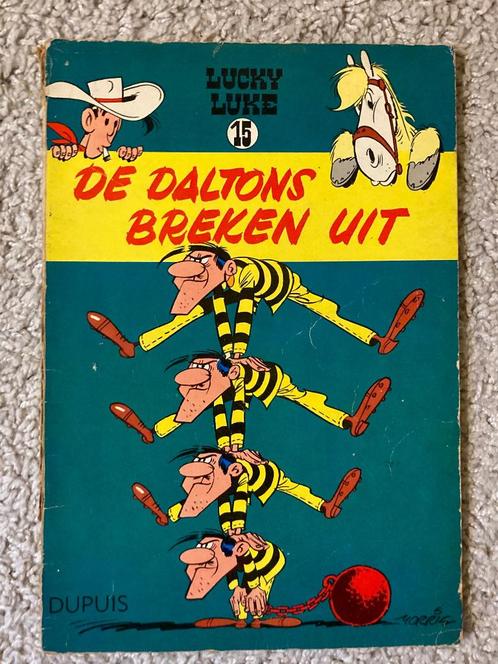 LUCKY
LUKE
15
DE DALTONS
BREKEN UIT
DUPUIS
MORRIS